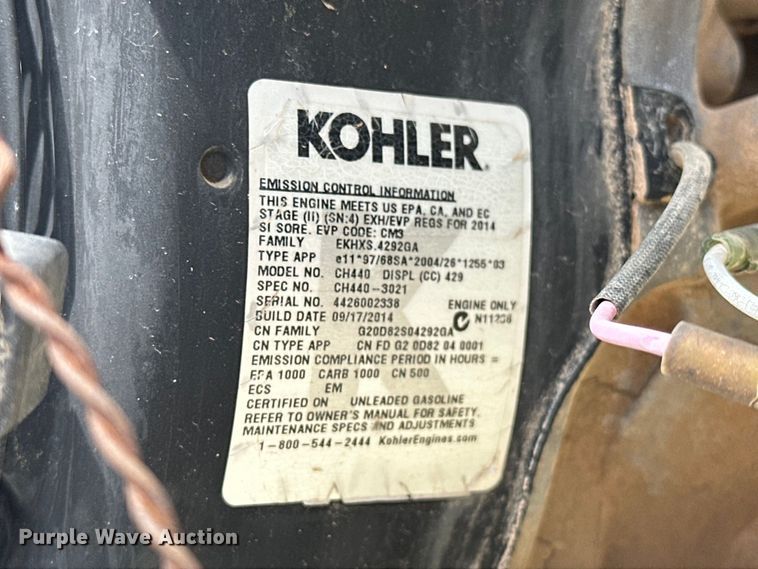 KOHLER.
EMISSION CONTROL INFORMATION
THIS ENGINE MEETS US EPA, CA, AND EC
STAGE (II) (SN:4) EXH/EVP REGS FOR 2014
SI SORE. EVP CODE: CM3
FAMILY EKHXS.4292GA
TYPE APP e11*97/68SA*2004/26*1255*03
MODEL NO. CH440 DISPL (CC) 429
SPEC NO. CH440-3021
SERIAL NO. 4426002338 ENGINE ONLY
BUILD DATE 09/17/2014 N11236
CN FAMILY G20D82S04292GA
CN TYPE APP CN FD G2 0D82 04 0001
EMISSION COMPLIANCE PERIOD IN HOURS =
EPA 1000 CARB 1000 CN 500
ECS EM
CERTIFIED ON UNLEADED GASOLINE
REFER TO OWNER'S MANUAL FOR SAFETY,
MAINTENANCE SPECS AND ADJUSTMENTS
1-800-544-2444 KohlerEngines.com
Purple Wave Auction